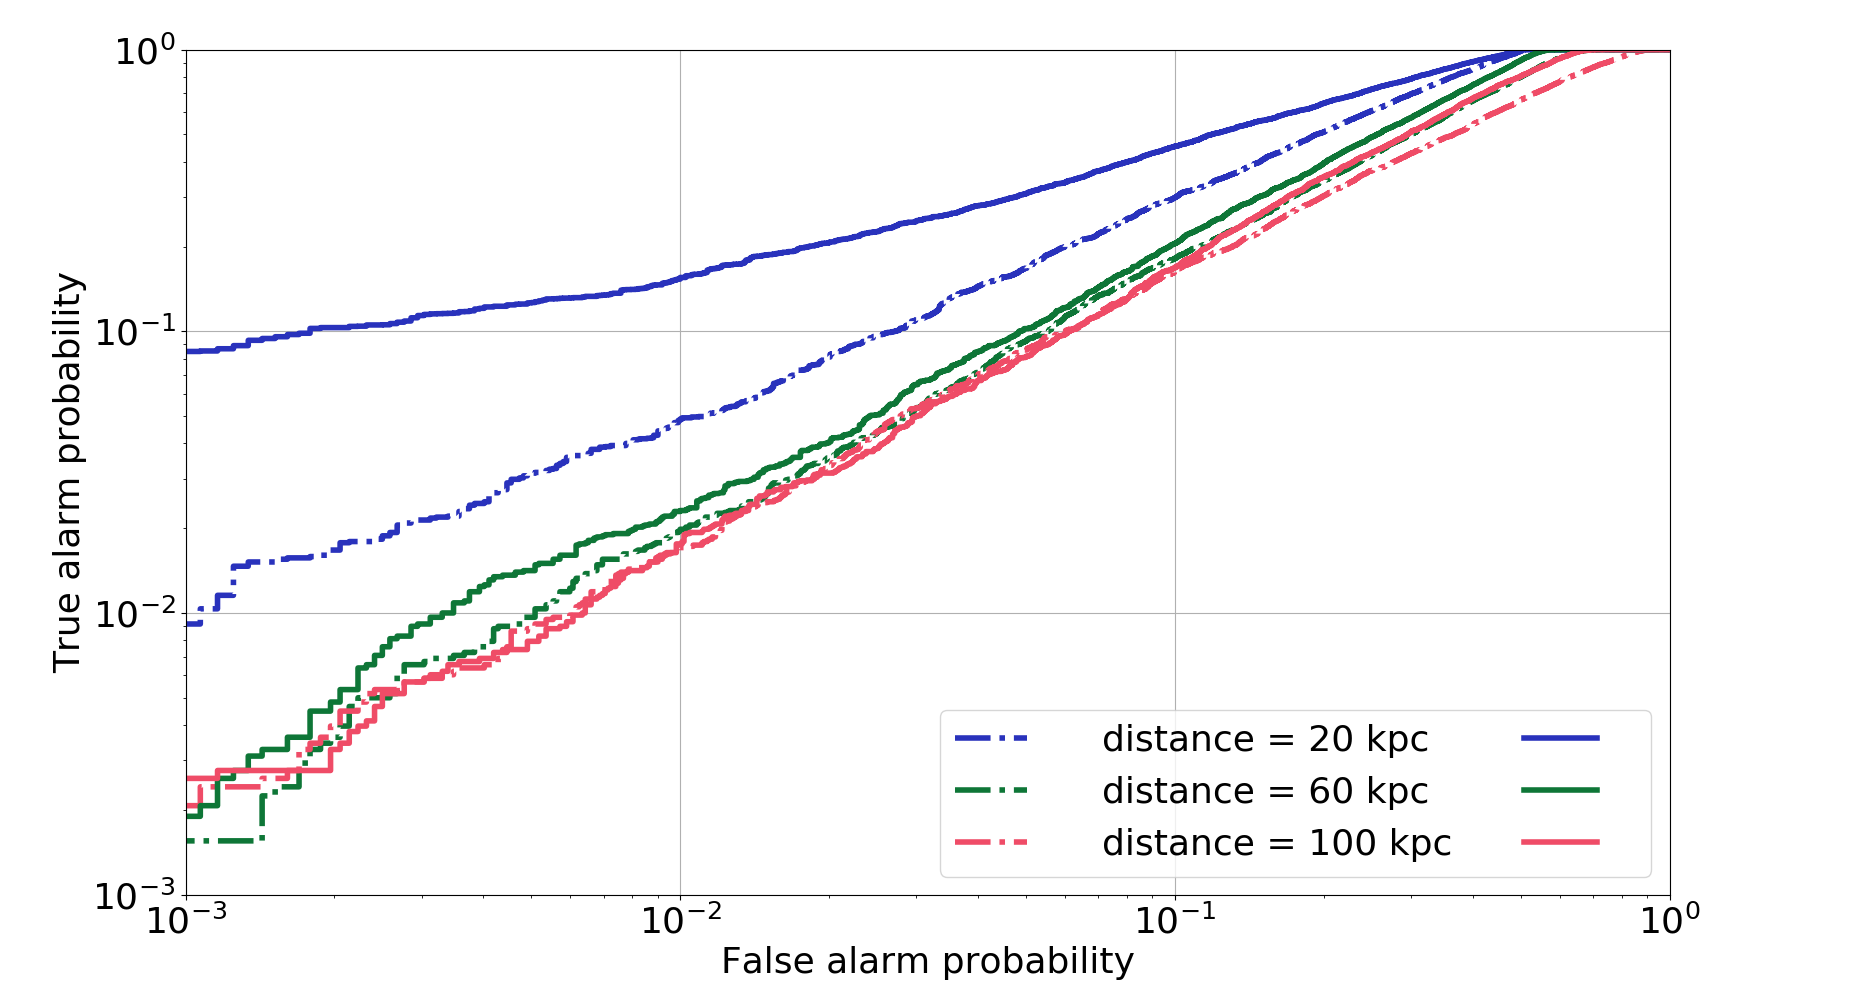 10⁰
10⁻¹
10⁻²
10⁻³
True alarm probability
10⁻³ 10⁻² 10⁻¹ 10⁰
False alarm probability
distance = 20 kpc
distance = 60 kpc
distance = 100 kpc